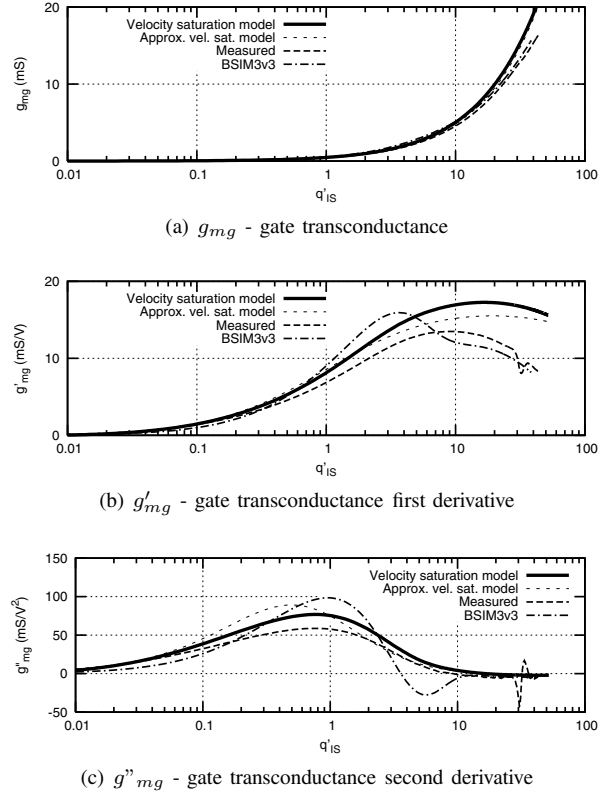 20
Velocity saturation model
Approx. vel. sat. model
Measured
BSIM3v3
10
0
g_mg (mS)
0.01 0.1 1 10 100
q'_IS
(a) g_mg - gate transconductance
20
Velocity saturation model
Approx. vel. sat. model
Measured
BSIM3v3
10
0
g'_mg (mS/V)
0.01 0.1 1 10 100
q'_IS
(b) g′_mg - gate transconductance first derivative
150
Velocity saturation model
Approx. vel. sat. model
Measured
BSIM3v3
100
50
0
-50
g"_mg (mS/V²)
0.01 0.1 1 10 100
q'_IS
(c) g”_mg - gate transconductance second derivative